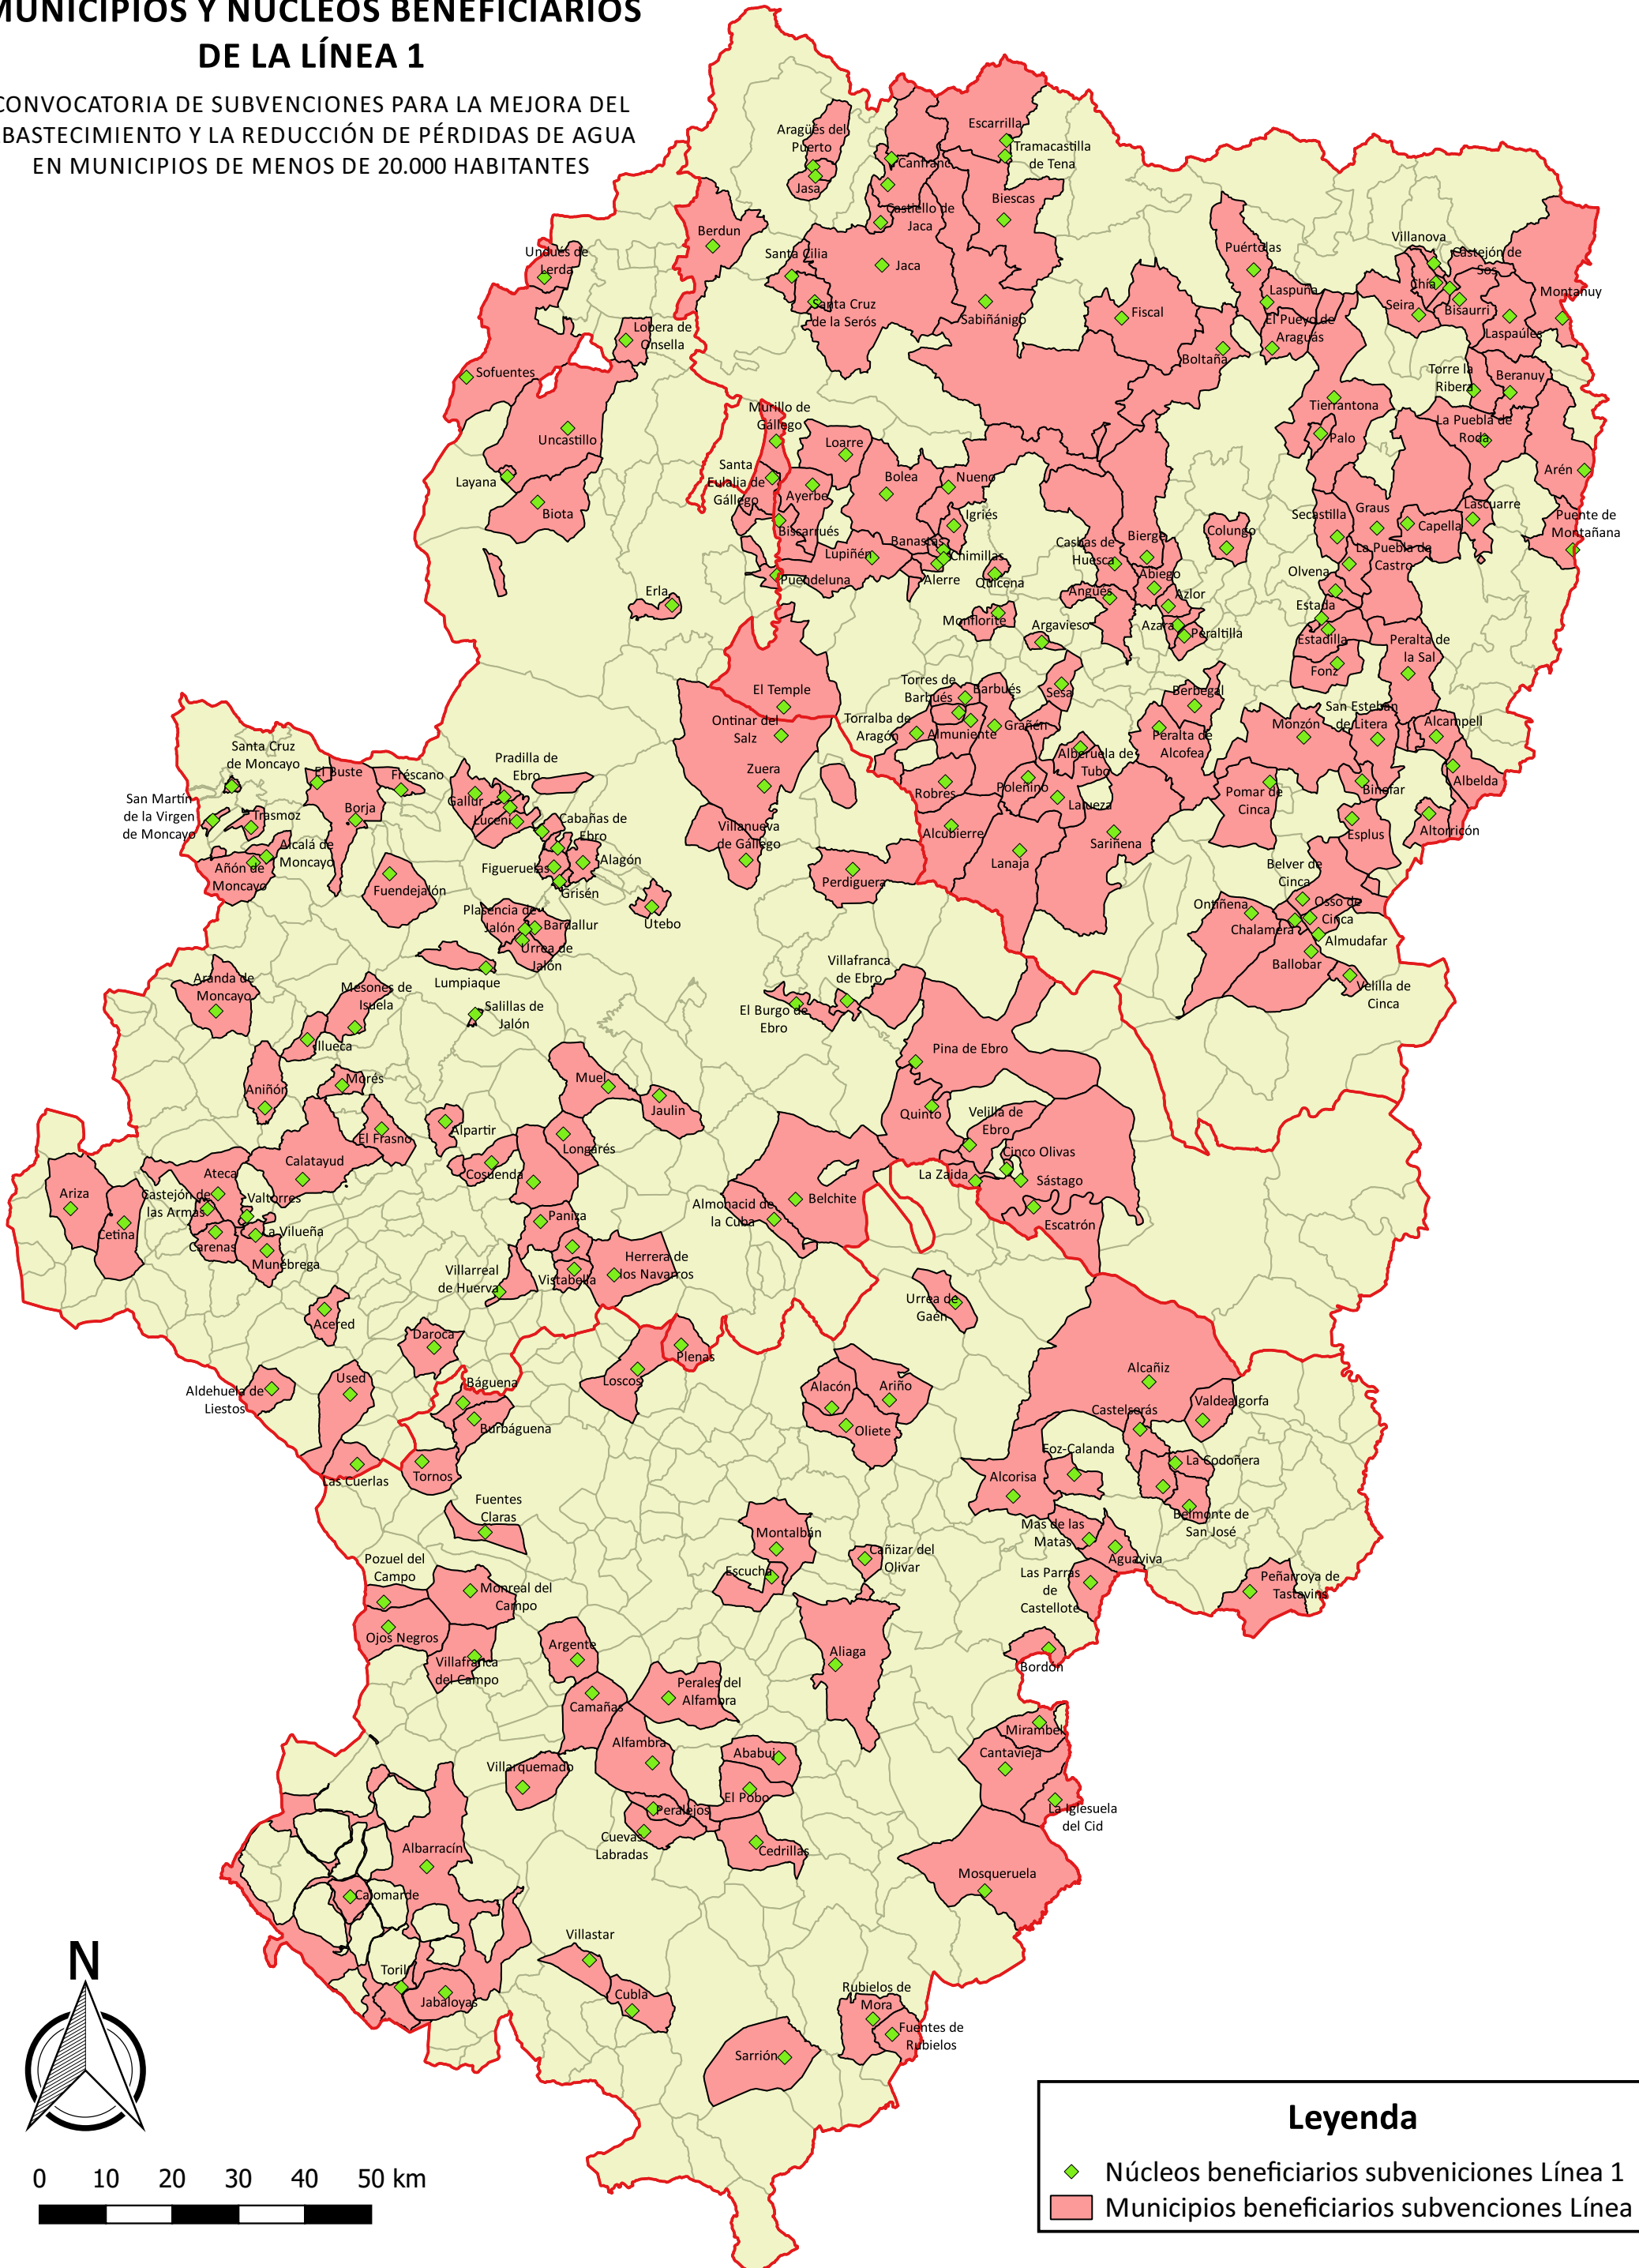 MUNICIPIOS Y NÚCLEOS BENEFICIARIOS
DE LA LÍNEA 1
CONVOCATORIA DE SUBVENCIONES PARA LA MEJORA DEL
BASTECIMIENTO Y LA REDUCCIÓN DE PÉRDIDAS DE AGUA
EN MUNICIPIOS DE MENOS DE 20.000 HABITANTES
Aragüés del
Puerto
Jasa
Escarrilla
Tramacastilla
de Tena
Canfranc
Biescas
Castiello de
Jaca
Berdun
Santa Cilia
Jaca
Santa Cruz
de la Serós
Sabiñánigo
Undués de
Lerda
Lobera de
Onsella
Sofuentes
Uncastillo
Layana
Biota
Fiscal
Boltaña
Puértolas
Laspuña
El Pueyo de
Araguás
Villanova
Castejón de
Sos
Chía
Seira
Bisaurri
Laspaúles
Montanuy
Torre la
Ribera
Beranuy
Tierrantona
Palo
La Puebla de
Roda
Arén
Murillo de
Gállego
Santa
Eulalia de
Gállego
Loarre
Ayerbe
Bolea
Nueno
Igriés
Biscarrués
Lupiñén
Banastás
Chimillas
Alerre
Quicena
Puendeluna
Erla
Casbas de
Huesca
Bierge
Colungo
Abiego
Angüés
Azlor
Azara
Peraltilla
Monflorite
Argavieso
Secastilla
Graus
Capella
Lascuarre
Puente de
Montañana
La Puebla de
Castro
Olvena
Estada
Estadilla
Fonz
Peralta de
la Sal
El Temple
Ontinar del
Salz
Zuera
Villanueva
de Gállego
Torres de
Barbués
Barbués
Sesa
Berbegal
Torralba de
Aragón
Almuniente
Grañén
Alberuela de
Tubo
Peralta de
Alcofea
Monzón
San Esteban
de Litera
Alcampell
Albelda
Robres
Poleñino
Lalueza
Pomar de
Cinca
Binéfar
Esplus
Altorricón
Alcubierre
Lanaja
Sariñena
Perdiguera
Belver de
Cinca
Ontiñena
Osso de
Cinca
Chalamera
Almudafar
Ballobar
Velilla de
Cinca
Santa Cruz
de Moncayo
El Buste
Fréscano
San Martín
de la Virgen
de Moncayo
Trasmoz
Borja
Alcalá de
Moncayo
Añón de
Moncayo
Fuendejalón
Pradilla de
Ebro
Gallur
Luceni
Cabañas de
Ebro
Figueruelas
Alagón
Grisén
Plasencia de
Jalón
Bardallur
Urrea de
Jalón
Utebo
Lumpiaque
Salillas de
Jalón
Aranda de
Moncayo
Mesones de
Isuela
Illueca
Villafranca
de Ebro
El Burgo de
Ebro
Aniñón
Morés
Muel
Jaulín
Pina de Ebro
Quinto
Velilla de
Ebro
Cinco Olivas
La Zaida
Sástago
Escatrón
El Frasno
Alpartir
Longarés
Calatayud
Cosuenda
Ateca
Ariza
Cetina
Castejón de
las Armas
Valtorres
La Vilueña
Carenas
Munébrega
Paniza
Belchite
Almonacid de
la Cuba
Villarreal
de Huerva
Vistabella
Herrera de
los Navarros
Acered
Daroca
Urrea de
Gaén
Plenas
Loscos
Aldehuela de
Liestos
Used
Báguena
Burbáguena
Las Cuerlas
Tornos
Alacón
Ariño
Oliete
Alcañiz
Castelserás
Valdealgorfa
Foz-Calanda
La Codoñera
Alcorisa
Belmonte de
San José
Mas de las
Matas
Aguaviva
Las Parras
de
Castellote
Peñarroya de
Tastavins
Fuentes
Claras
Montalbán
Escucha
Cañizar del
Olivar
Pozuel del
Campo
Monreal del
Campo
Ojos Negros
Villafranca
del Campo
Argente
Aliaga
Bordón
Camañas
Perales del
Alfambra
Mirambel
Cantavieja
La Iglesuela
del Cid
Villarquemado
Alfambra
Ababuj
El Pobo
Peralejos
Cuevas
Labradas
Cedrillas
Mosqueruela
Albarracín
Calomarde
Toril
Jabaloyas
Villastar
Cubla
Rubielos de
Mora
Fuentes de
Rubielos
Sarrión
N
0 10 20 30 40 50 km
Leyenda
Núcleos beneficiarios subveniciones Línea 1
Municipios beneficiarios subvenciones Línea